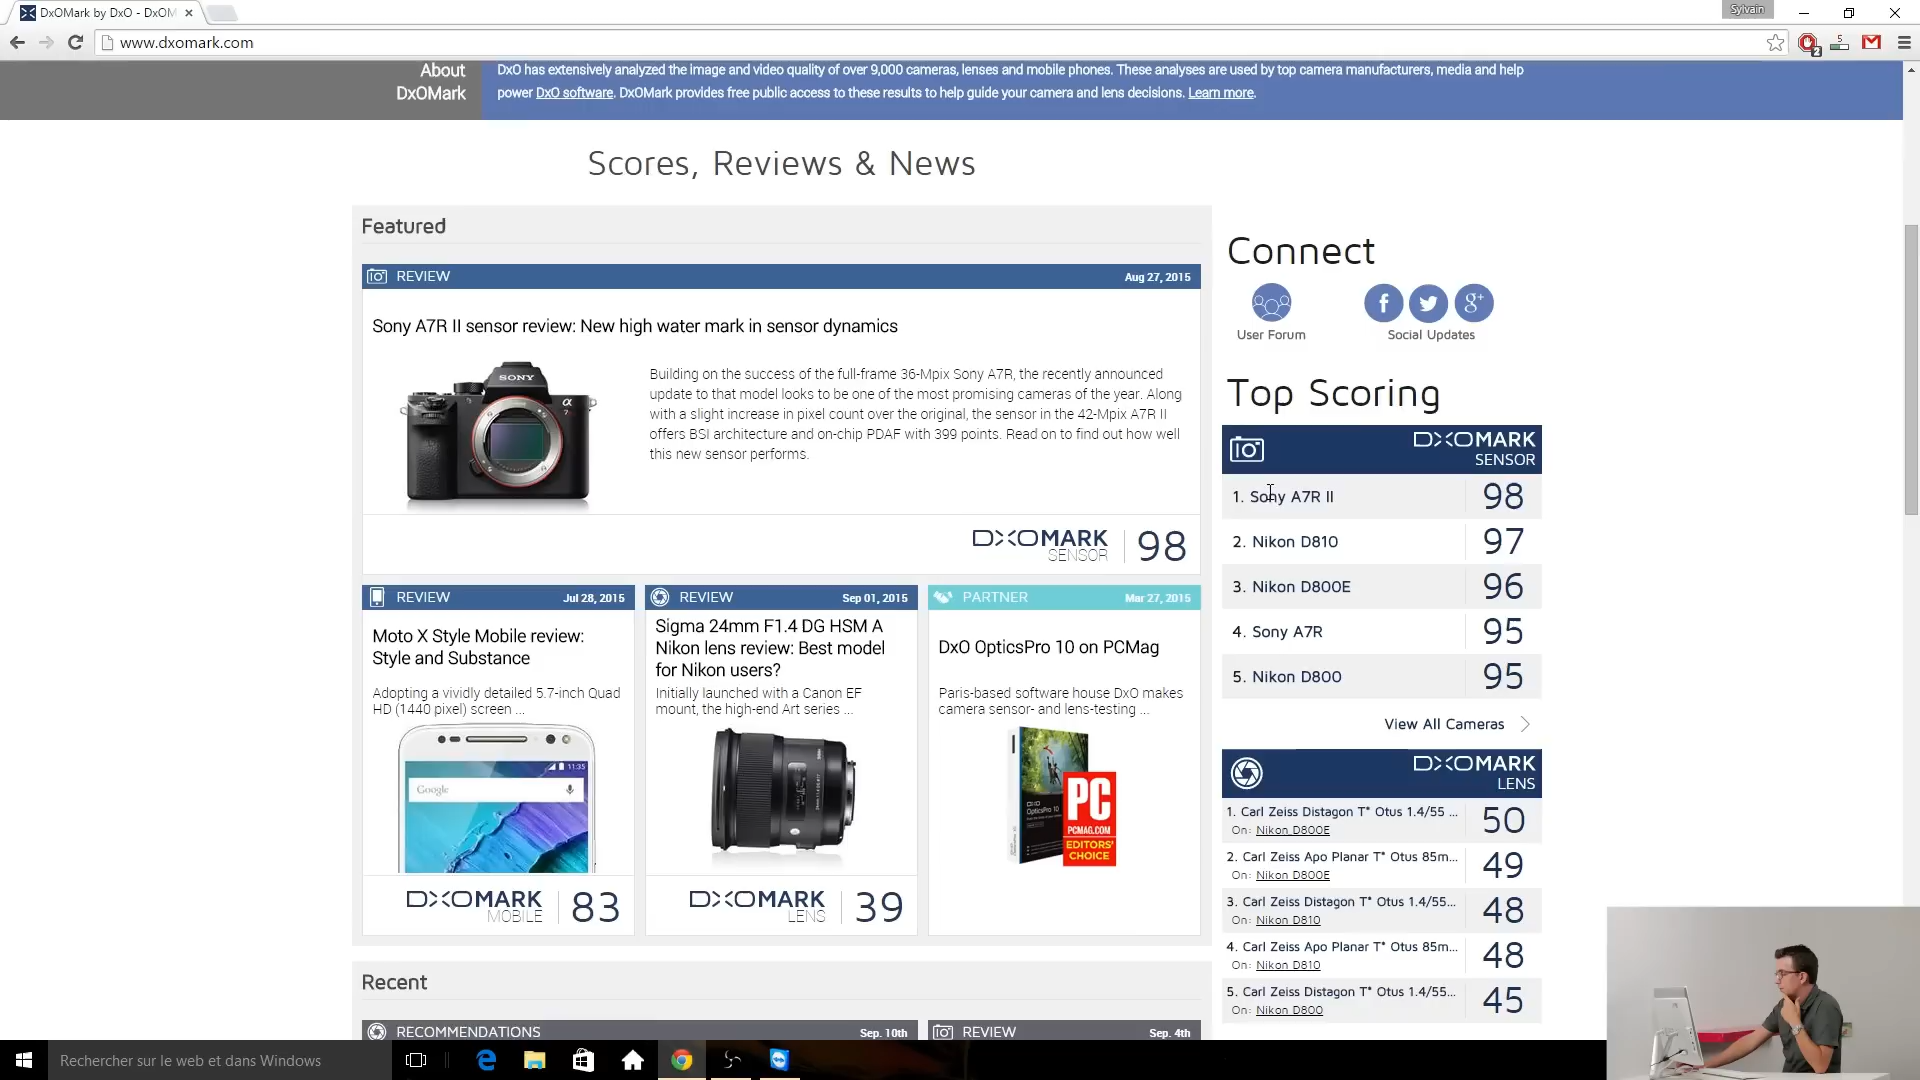 DxOMark by DxO - DxOM
Sylvain
www.dxomark.com
2
5
About
DxOMark
DxO has extensively analyzed the image and video quality of over 9,000 cameras, lenses and mobile phones. These analyses are used by top camera manufacturers, media and help
power DxO software. DxOMark provides free public access to these results to help guide your camera and lens decisions. Learn more.
Scores, Reviews & News
Featured
REVIEW
Aug 27, 2015
Sony A7R II sensor review: New high water mark in sensor dynamics
SONY
α
7
Building on the success of the full-frame 36-Mpix Sony A7R, the recently announced
update to that model looks to be one of the most promising cameras of the year. Along
with a slight increase in pixel count over the original, the sensor in the 42-Mpix A7R II
offers BSI architecture and on-chip PDAF with 399 points. Read on to find out how well
this new sensor performs.
DXOMARK
SENSOR
98
REVIEW
Jul 28, 2015
Moto X Style Mobile review:
Style and Substance
Adopting a vividly detailed 5.7-inch Quad
HD (1440 pixel) screen ...
11:35
Google
DXOMARK
MOBILE
83
REVIEW
Sep 01, 2015
Sigma 24mm F1.4 DG HSM A
Nikon lens review: Best model
for Nikon users?
Initially launched with a Canon EF
mount, the high-end Art series ...
DXOMARK
LENS
39
PARTNER
Mar 27, 2015
DxO OpticsPro 10 on PCMag
Paris-based software house DxO makes
camera sensor- and lens-testing ...
PC
PCMAG.COM
EDITORS'
CHOICE
Recent
RECOMMENDATIONS
Sep. 10th
REVIEW
Sep. 4th
Connect
f
g+
User Forum
Social Updates
Top Scoring
DXOMARK
SENSOR
1. Sony A7R II
98
2. Nikon D810
97
3. Nikon D800E
96
4. Sony A7R
95
5. Nikon D800
95
View All Cameras
DXOMARK
LENS
1. Carl Zeiss Distagon T* Otus 1.4/55 ...
On: Nikon D800E
50
2. Carl Zeiss Apo Planar T* Otus 85m...
On: Nikon D800E
49
3. Carl Zeiss Distagon T* Otus 1.4/55...
On: Nikon D810
48
4. Carl Zeiss Apo Planar T* Otus 85m...
On: Nikon D810
48
5. Carl Zeiss Distagon T* Otus 1.4/55...
On: Nikon D800
45
Rechercher sur le web et dans Windows